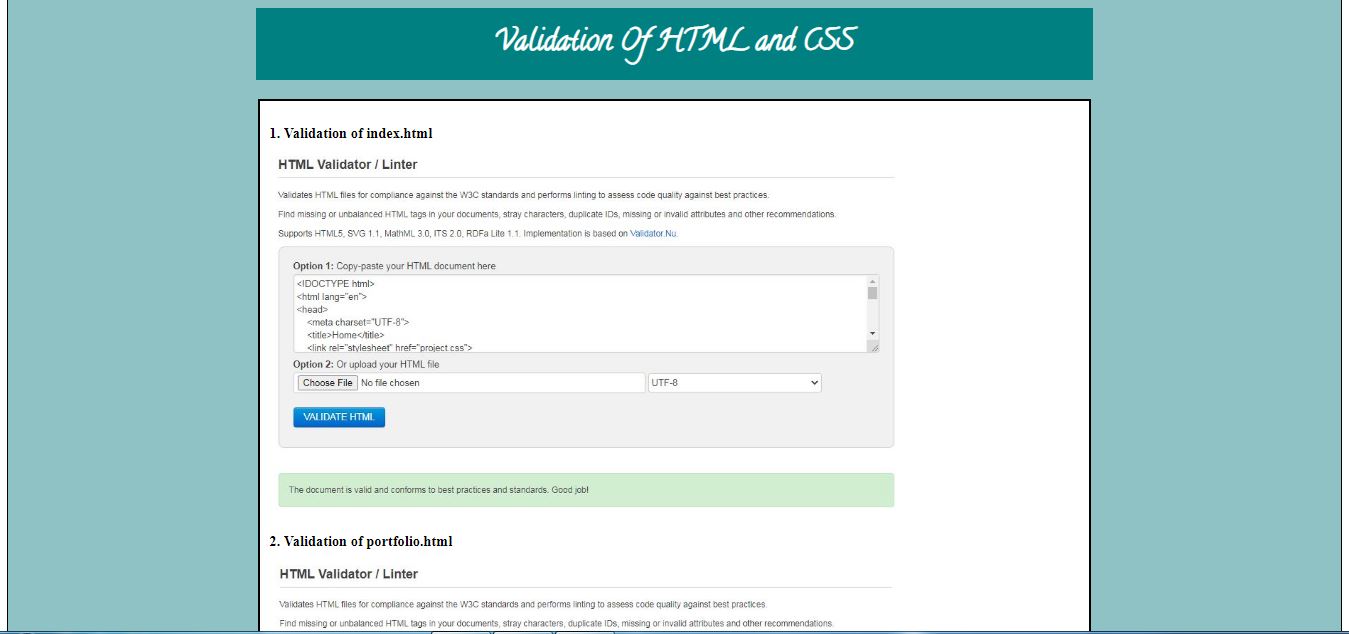 Validation Of HTML and CSS
1. Validation of index.html
HTML Validator / Linter
Validates HTML files for compliance against the W3C standards and performs linting to assess code quality against best practices.
Find missing or unbalanced HTML tags in your documents, stray characters, duplicate IDs, missing or invalid attributes and other recommendations.
Supports HTML5, SVG 1.1, MathML 3.0, ITS 2.0, RDFa Lite 1.1. Implementation is based on Validator.Nu.
Option 1: Copy-paste your HTML document here
<!DOCTYPE html>
<html lang="en">
<head>
<meta charset="UTF-8">
<title>Home</title>
<link rel="stylesheet" href="project.css">
Option 2: Or upload your HTML file
Choose File No file chosen UTF-8
VALIDATE HTML
The document is valid and conforms to best practices and standards. Good job!
2. Validation of portfolio.html
HTML Validator / Linter
Validates HTML files for compliance against the W3C standards and performs linting to assess code quality against best practices.
Find missing or unbalanced HTML tags in your documents, stray characters, duplicate IDs, missing or invalid attributes and other recommendations.